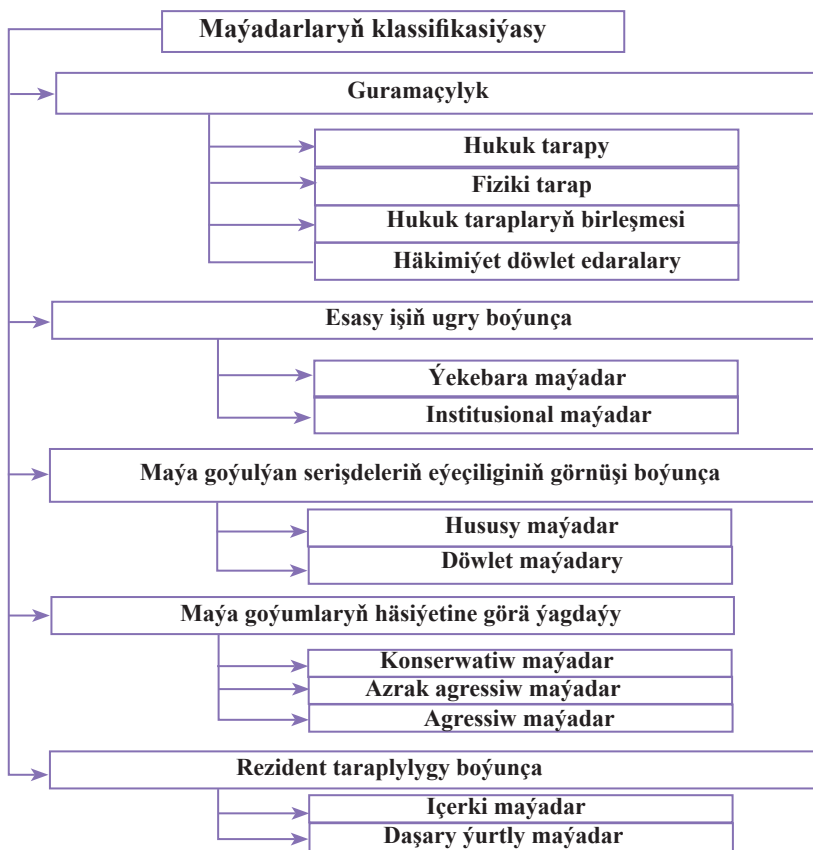 Maýadarlaryň klassifikasiýasy
Guramaçylyk
Hukuk tarapy
Fiziki tarap
Hukuk taraplaryň birleşmesi
Häkimiýet döwlet edaralary
Esasy işiň ugry boýunça
Ýekebara maýadar
Institusional maýadar
Maýa goýulýan serişdeleriň eýeçiliginiň görnüşi boýunça
Hususy maýadar
Döwlet maýadary
Maýa goýumlaryň häsiýetine görä ýagdaýy
Konserwatiw maýadar
Azrak agressiw maýadar
Agressiw maýadar
Rezident taraplylygy boýunça
Içerki maýadar
Daşary ýurtly maýadar